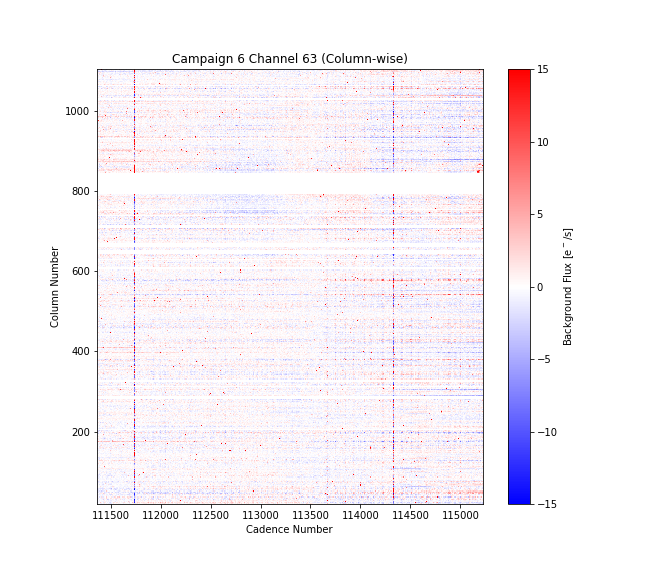 Campaign 6 Channel 63 (Column-wise)
1000
800
600
400
200
Column Number
111500 112000 112500 113000 113500 114000 114500 115000
Cadence Number
15
10
5
0
−5
−10
−15
Background Flux [e⁻/s]